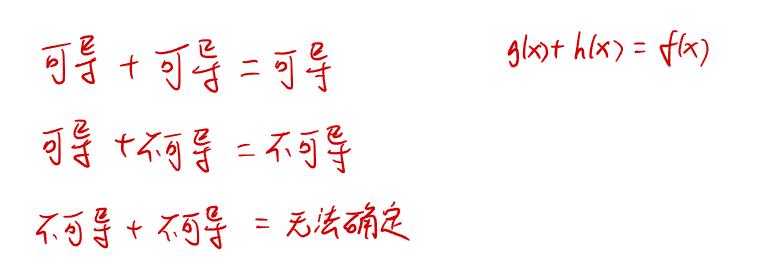 可导 + 可导 = 可导
g(x) + h(x) = f(x)
可导 + 不可导 = 不可导
不可导 + 不可导 = 无法确定